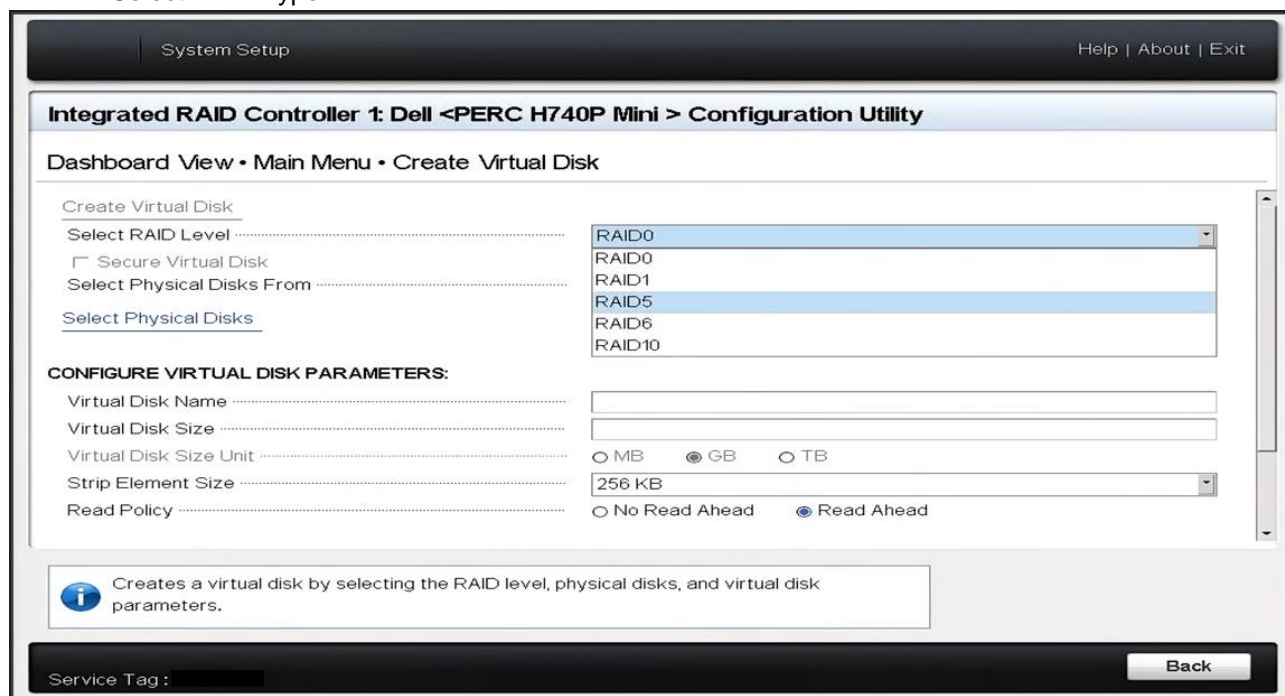 System Setup
Help | About | Exit
Integrated RAID Controller 1: Dell <PERC H740P Mini > Configuration Utility
Dashboard View • Main Menu • Create Virtual Disk
Create Virtual Disk
Select RAID Level
RAID0
RAID0
Secure Virtual Disk
RAID1
Select Physical Disks From
RAID5
Select Physical Disks
RAID6
RAID10
CONFIGURE VIRTUAL DISK PARAMETERS:
Virtual Disk Name
Virtual Disk Size
Virtual Disk Size Unit
MB GB TB
Strip Element Size
256 KB
Read Policy
No Read Ahead Read Ahead
Creates a virtual disk by selecting the RAID level, physical disks, and virtual disk
parameters.
Service Tag :
Back